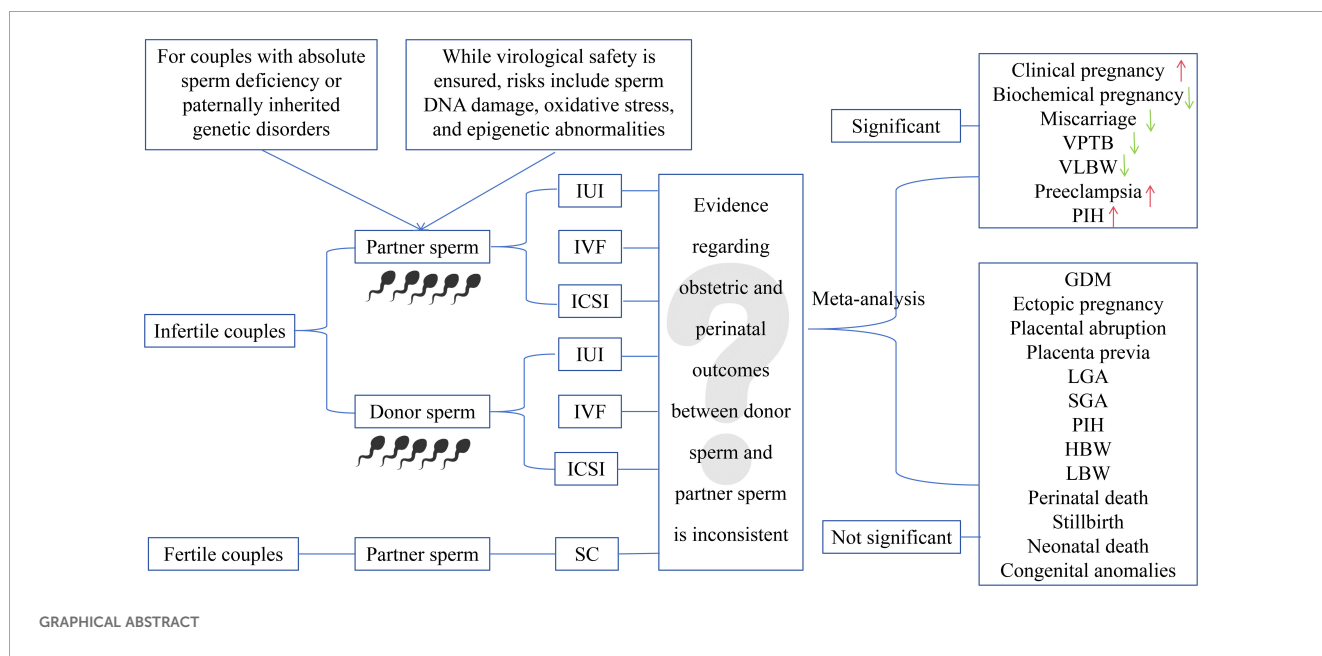 For couples with absolute
sperm deficiency or
paternally inherited
genetic disorders
While virological safety is
ensured, risks include sperm
DNA damage, oxidative stress,
and epigenetic abnormalities
Infertile couples
Partner sperm
IUI
IVF
ICSI
Donor sperm
IUI
IVF
ICSI
Fertile couples
Partner sperm
SC
Evidence
regarding
obstetric and
perinatal
outcomes
between donor
sperm and
partner sperm
is inconsistent
?
Meta-analysis
Significant
Clinical pregnancy ↑
Biochemical pregnancy ↓
Miscarriage ↓
VPTB ↓
VLBW ↓
Preeclampsia ↑
PIH ↑
Not significant
GDM
Ectopic pregnancy
Placental abruption
Placenta previa
LGA
SGA
PIH
HBW
LBW
Perinatal death
Stillbirth
Neonatal death
Congenital anomalies
GRAPHICAL ABSTRACT